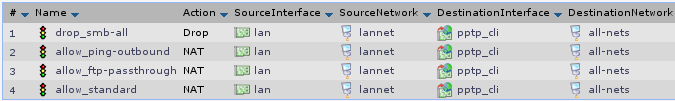 # Name Action SourceInterface SourceNetwork DestinationInterface DestinationNetwork
1 drop_smb-all Drop lan lannet pptp_cli all-nets
2 allow_ping-outbound NAT lan lannet pptp_cli all-nets
3 allow_ftp-passthrough NAT lan lannet pptp_cli all-nets
4 allow_standard NAT lan lannet pptp_cli all-nets